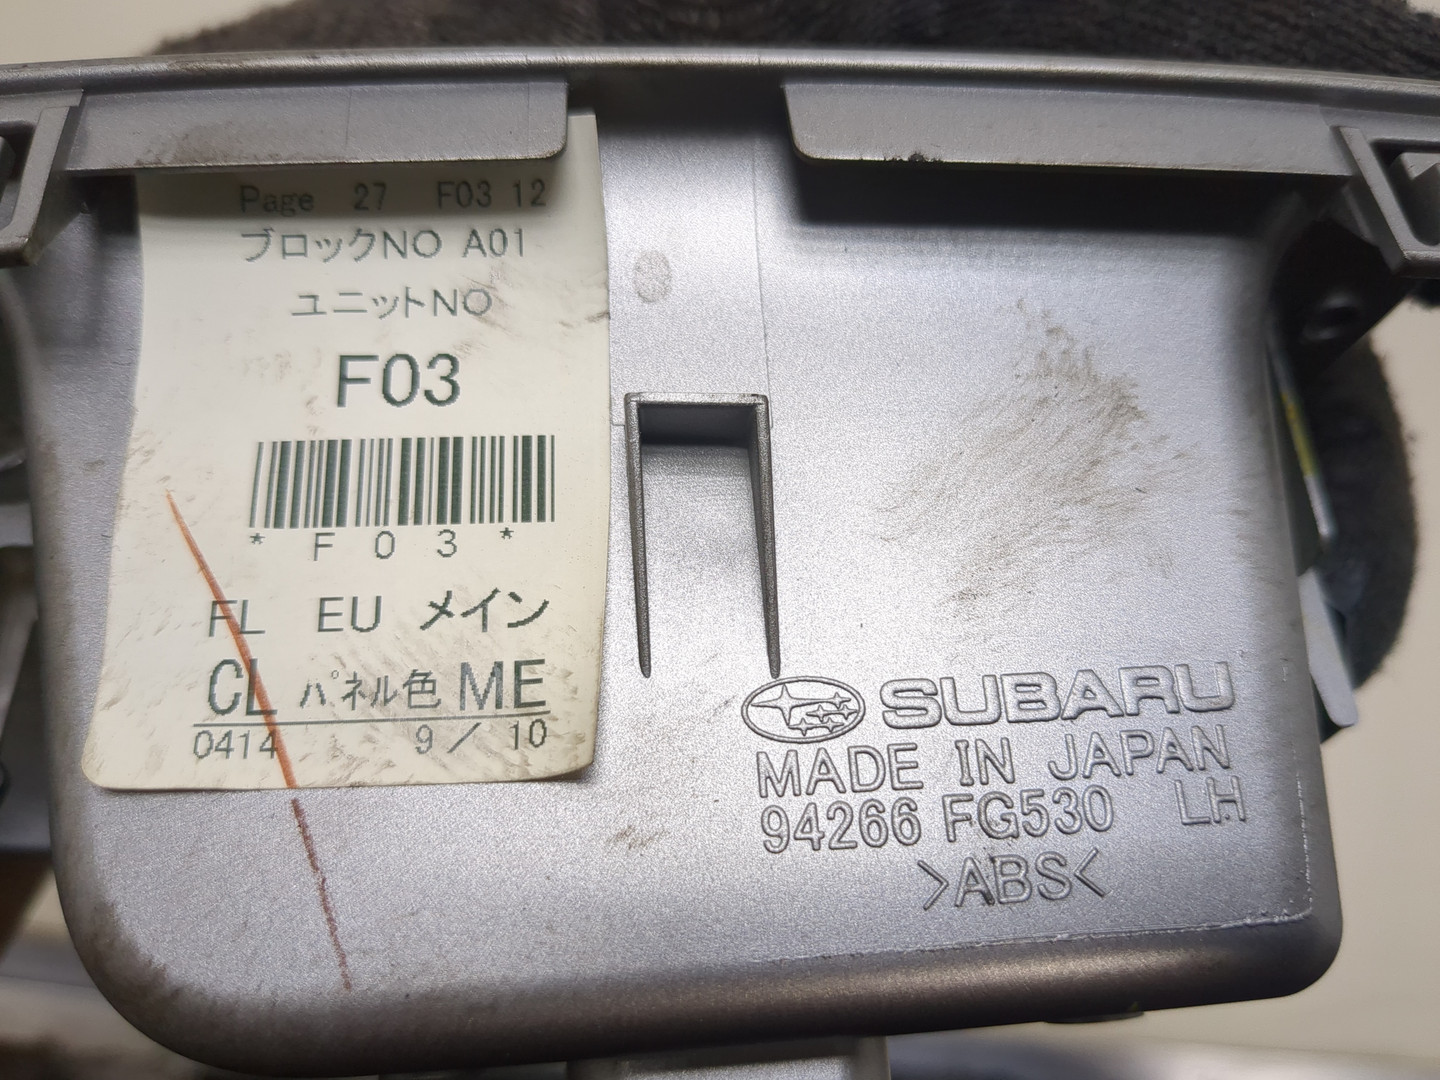 Page 27 F03 12
ブロックNO A01
ユニットNO
F03
* F 0 3 *
FL EU メイン
CL パネル色 ME
0414 9 / 10
SUBARU
MADE IN JAPAN
94266 FG530 LH
>ABS<